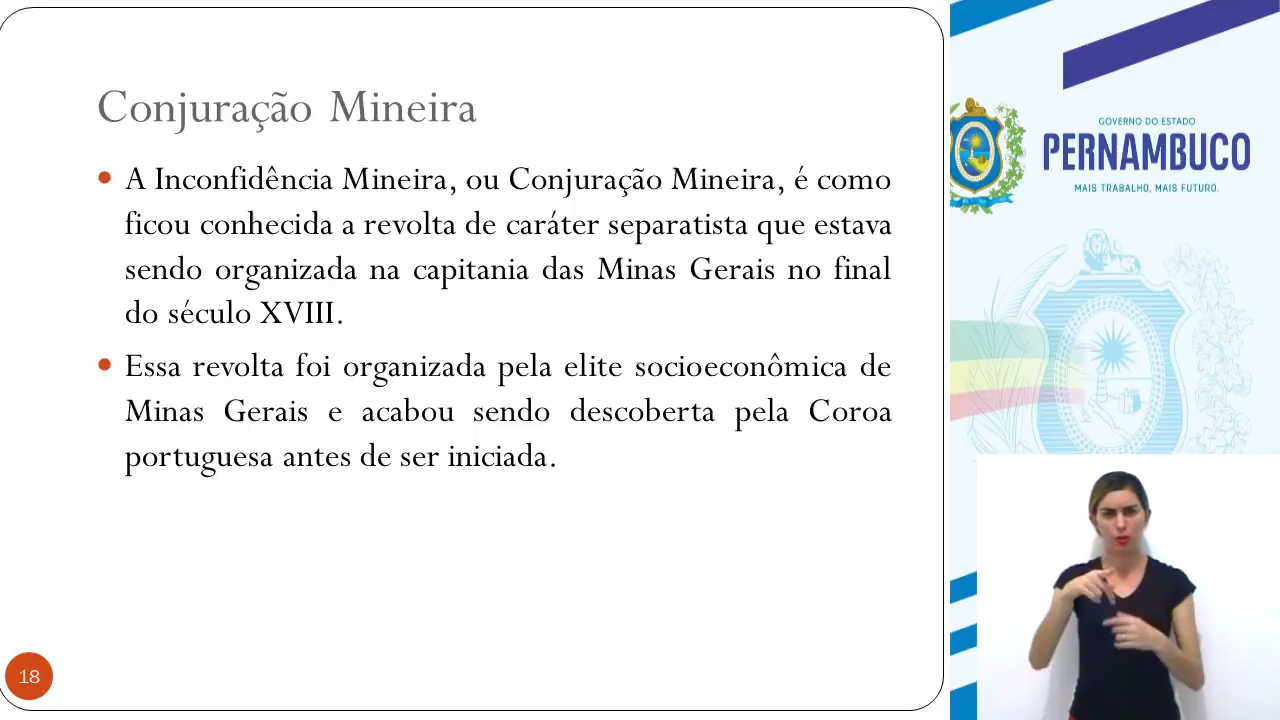 Conjuração Mineira
A Inconfidência Mineira, ou Conjuração Mineira, é como
ficou conhecida a revolta de caráter separatista que estava
sendo organizada na capitania das Minas Gerais no final
do século XVIII.
Essa revolta foi organizada pela elite socioeconômica de
Minas Gerais e acabou sendo descoberta pela Coroa
portuguesa antes de ser iniciada.
18
GOVERNO DO ESTADO
PERNAMBUCO
MAIS TRABALHO, MAIS FUTURO.